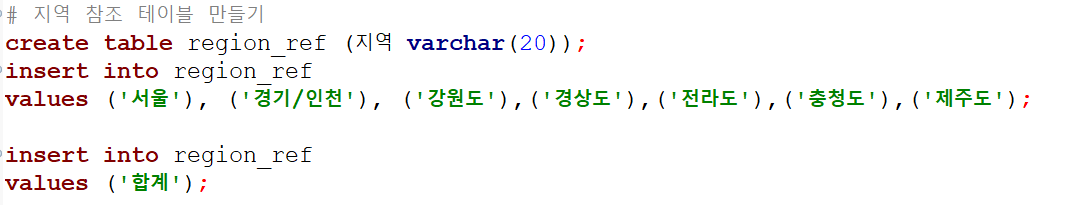 # 지역 참조 테이블 만들기
create table region_ref (지역 varchar(20));
insert into region_ref
values ('서울'), ('경기/인천'), ('강원도'),('경상도'),('전라도'),('충청도'),('제주도');
insert into region_ref
values ('합계');